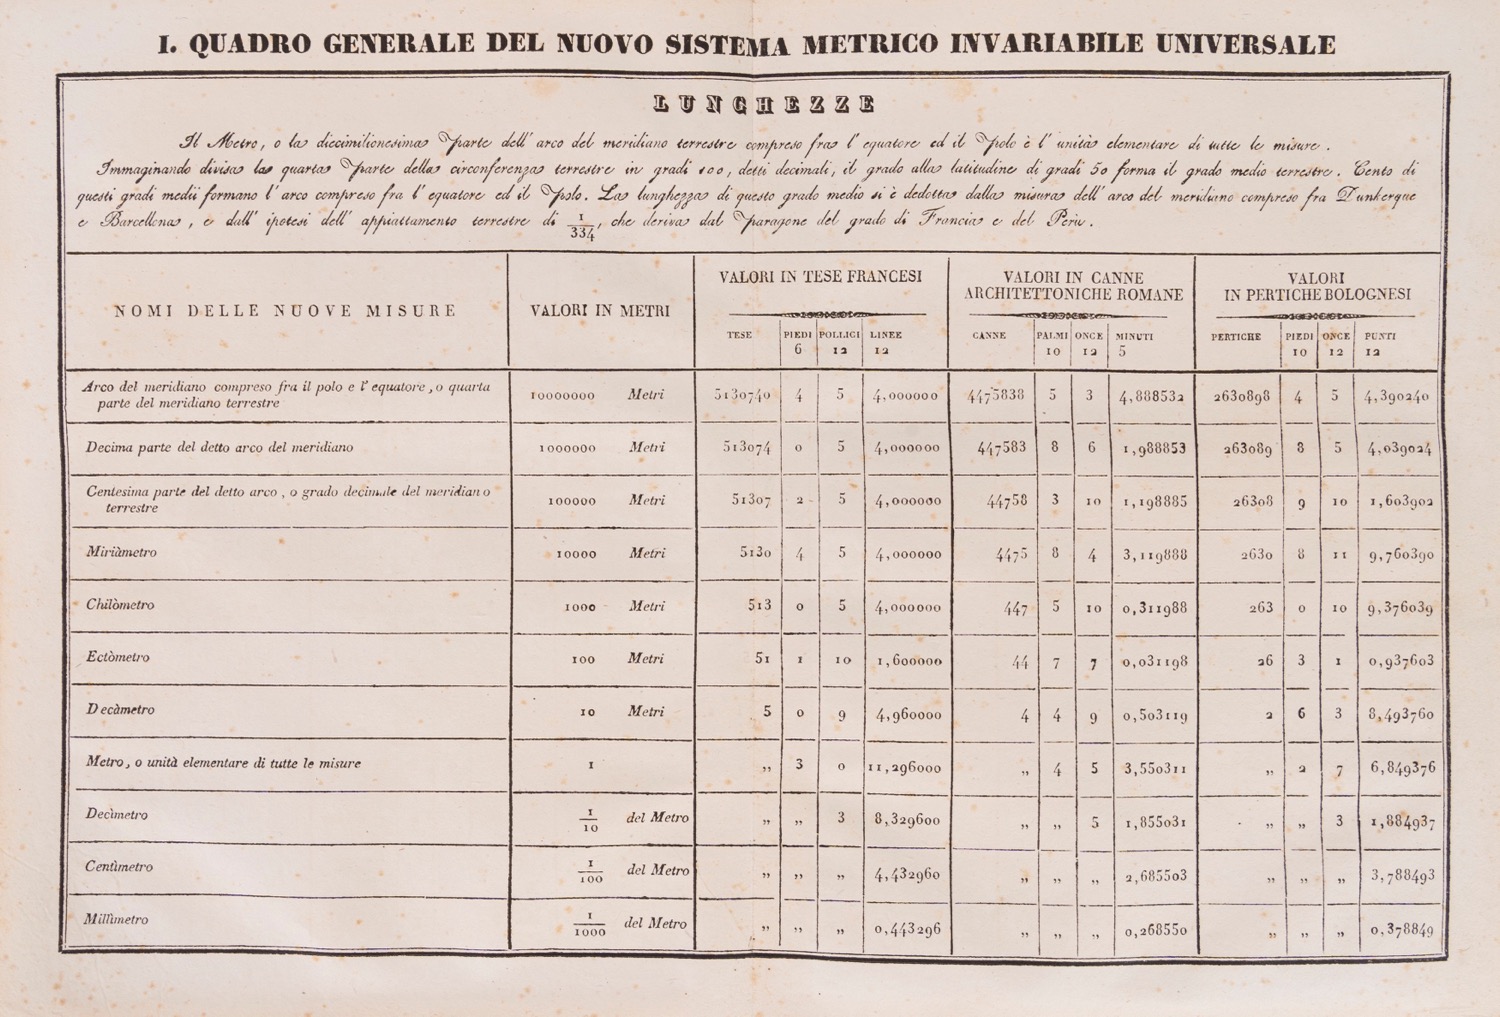 I. QUADRO GENERALE DEL NUOVO SISTEMA METRICO INVARIABILE UNIVERSALE
LUNGHEZZE
Il Metro, o la diecimilionesima Parte dell' arco del meridiano terrestre compreso fra l' equatore ed il Polo è l' unità elementare di tutte le misure.
Immaginando divisa la quarta Parte della circonferenza terrestre in gradi 100, detti decimali, il grado alla latitudine di gradi 50 forma il grado medio terrestre. Cento di
questi gradi medii formano l' arco compreso fra l' equatore ed il Polo. La lunghezza di questo grado medio si è dedotta dalla misura dell' arco del meridiano compreso fra Dunkerque
e Barcellona, e dall' ipotesi dell' appiattamento terrestre di 1/334, che deriva dal Paragone del grado di Francia e del Perù.
NOMI DELLE NUOVE MISURE VALORI IN METRI VALORI IN TESE FRANCESI VALORI IN CANNE ARCHITETTONICHE ROMANE VALORI IN PERTICHE BOLOGNESI
TESE PIEDI 6 POLLICI 12 LINEE 12 CANNE PALMI 10 ONCE 12 MINUTI 5 PERTICHE PIEDI 10 ONCE 12 PUNTI 12
Arco del meridiano compreso fra il polo e l' equatore, o quarta
parte del meridiano terrestre 10000000 Metri 5130740 4 5 4,000000 4475838 5 3 4,888532 2630898 4 5 4,390240
Decima parte del detto arco del meridiano 1000000 Metri 513074 0 5 4,000000 447583 8 6 1,988853 263089 8 5 4,039024
Centesima parte del detto arco, o grado decimale del meridiano
terrestre 100000 Metri 51307 2 5 4,000000 44758 3 10 1,198885 26308 9 10 1,603902
Miriàmetro 10000 Metri 5130 4 5 4,000000 4475 8 4 3,119888 2630 8 11 9,760390
Chilòmetro 1000 Metri 513 0 5 4,000000 447 5 10 0,311988 263 0 10 9,376039
Ectòmetro 100 Metri 51 1 10 1,600000 44 7 7 0,031198 26 3 1 0,937603
Decàmetro 10 Metri 5 0 9 4,960000 4 4 9 0,503119 2 6 3 8,493760
Metro, o unità elementare di tutte le misure 1 „ 3 0 11,296000 „ 4 5 3,550311 „ 2 7 6,849376
Decìmetro 1/10 del Metro „ „ 3 8,329600 „ „ 5 1,855031 „ „ 3 1,884937
Centìmetro 1/100 del Metro „ „ „ 4,432960 „ „ „ 2,685503 „ „ „ 3,788493
Millìmetro 1/1000 del Metro „ „ „ 0,443296 „ „ „ 0,268550 „ „ „ 0,378849